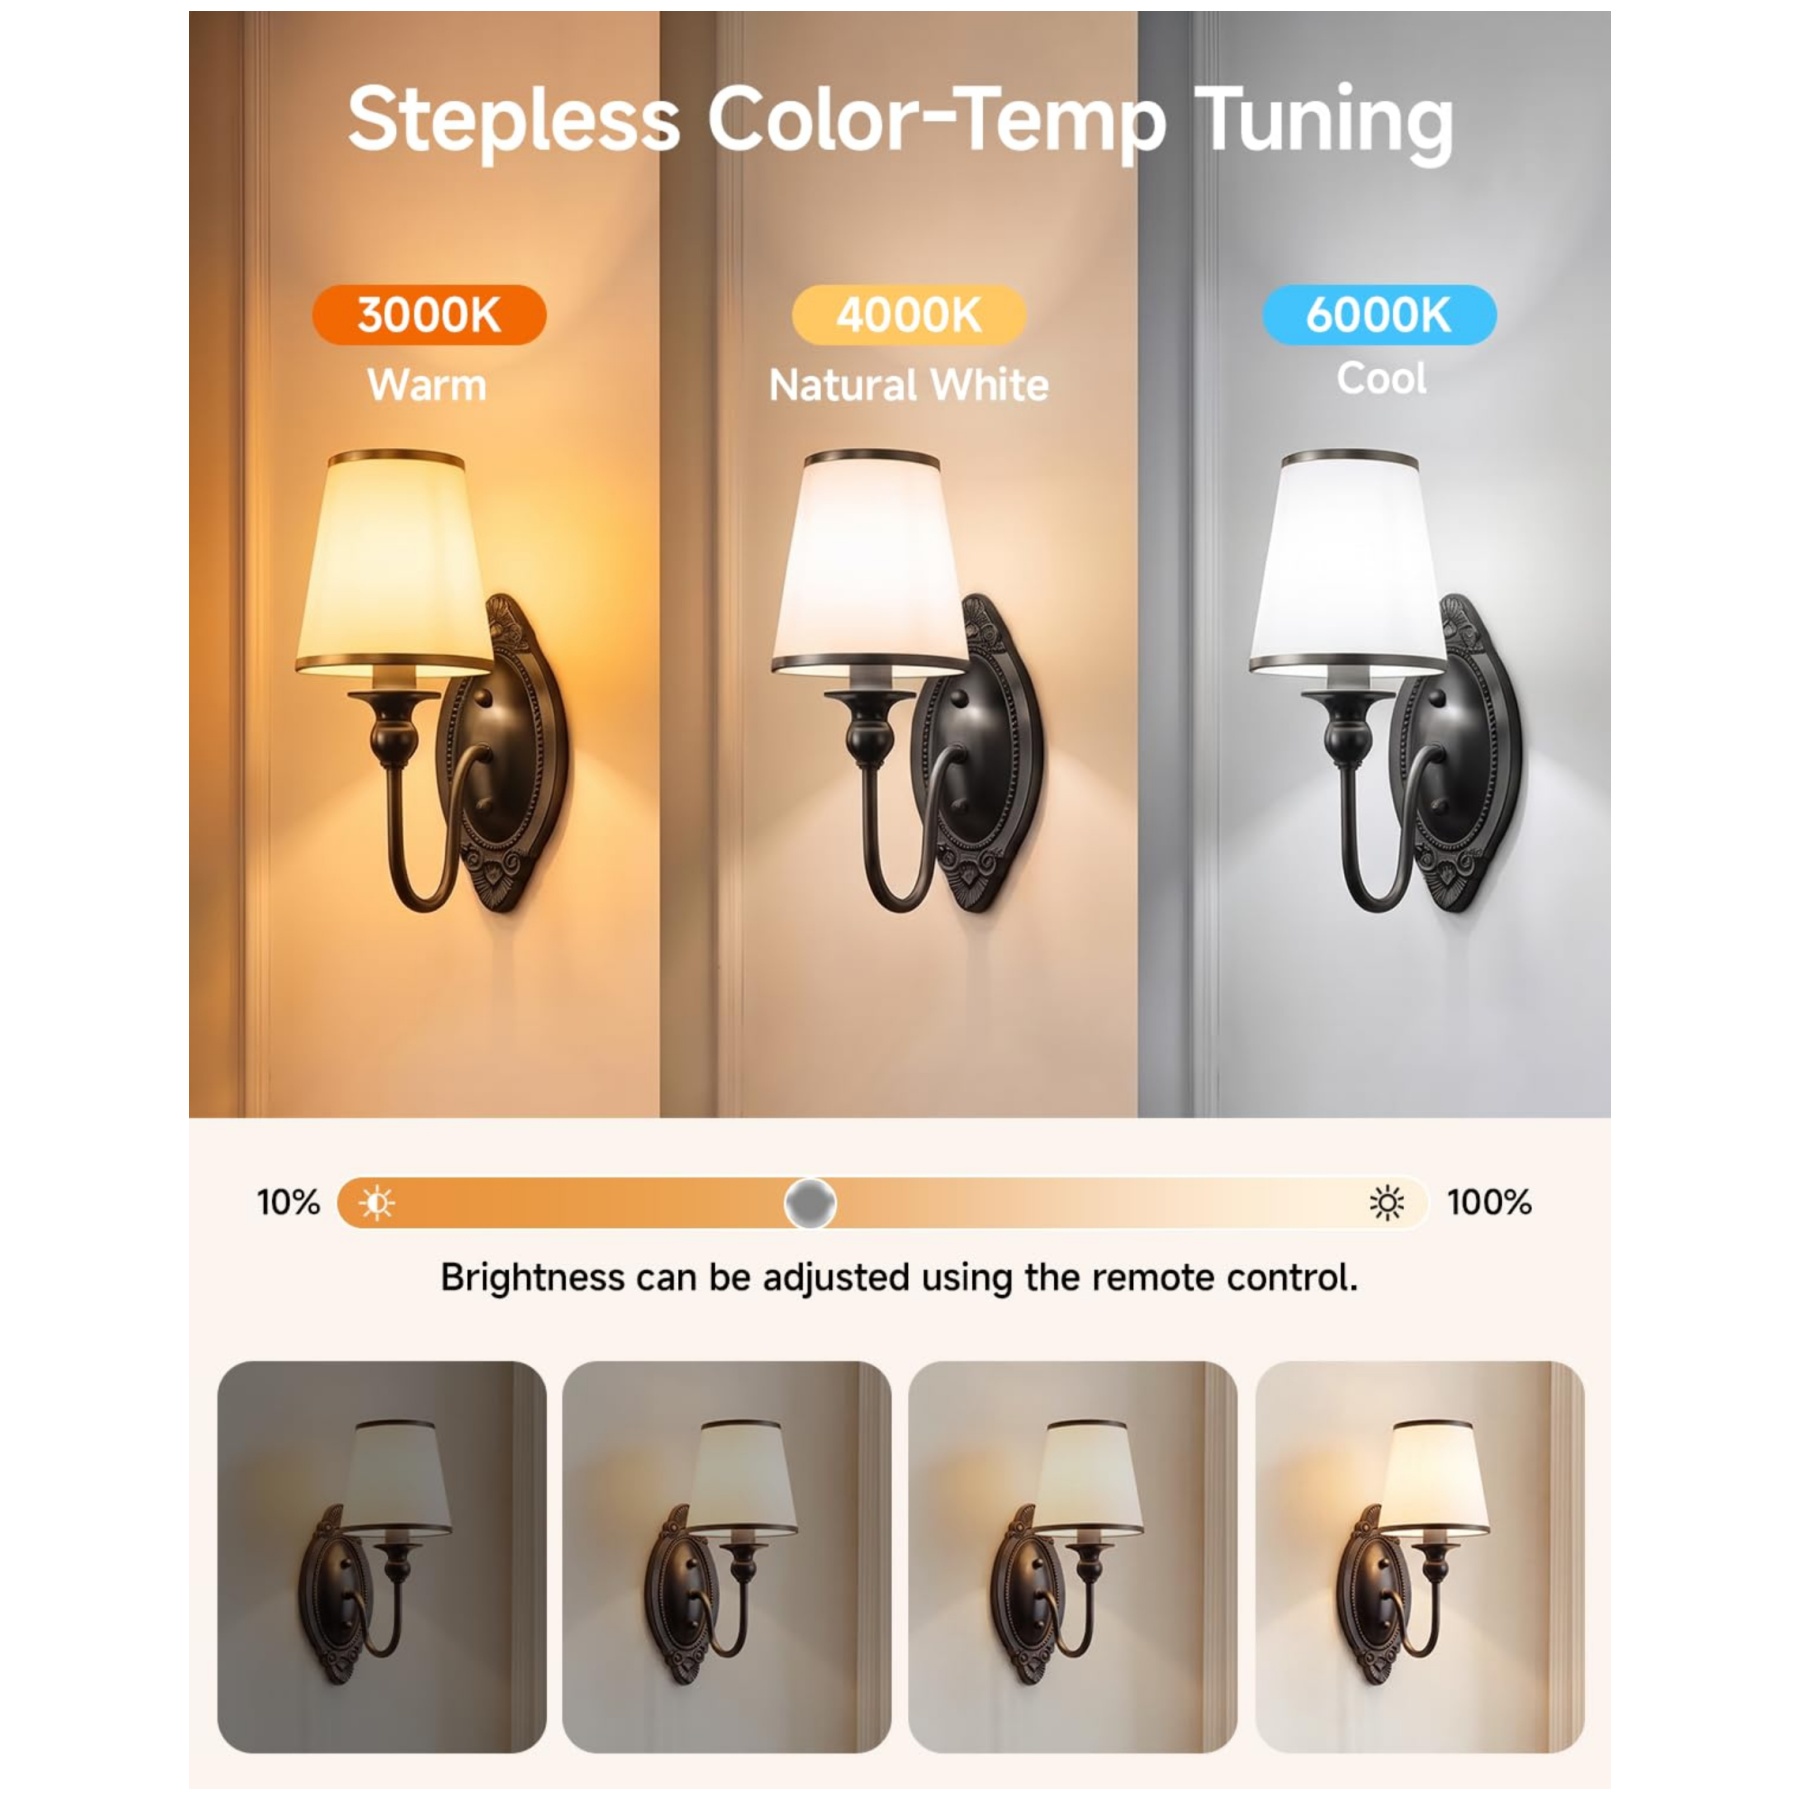 Stepless Color-Temp Tuning
3000K
Warm
4000K
Natural White
6000K
Cool
10%
100%
Brightness can be adjusted using the remote control.